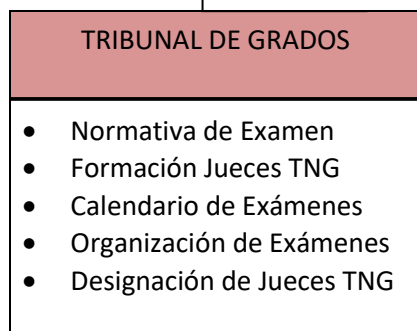 TRIBUNAL DE GRADOS
• Normativa de Examen
• Formación Jueces TNG
• Calendario de Exámenes
• Organización de Exámenes
• Designación de Jueces TNG